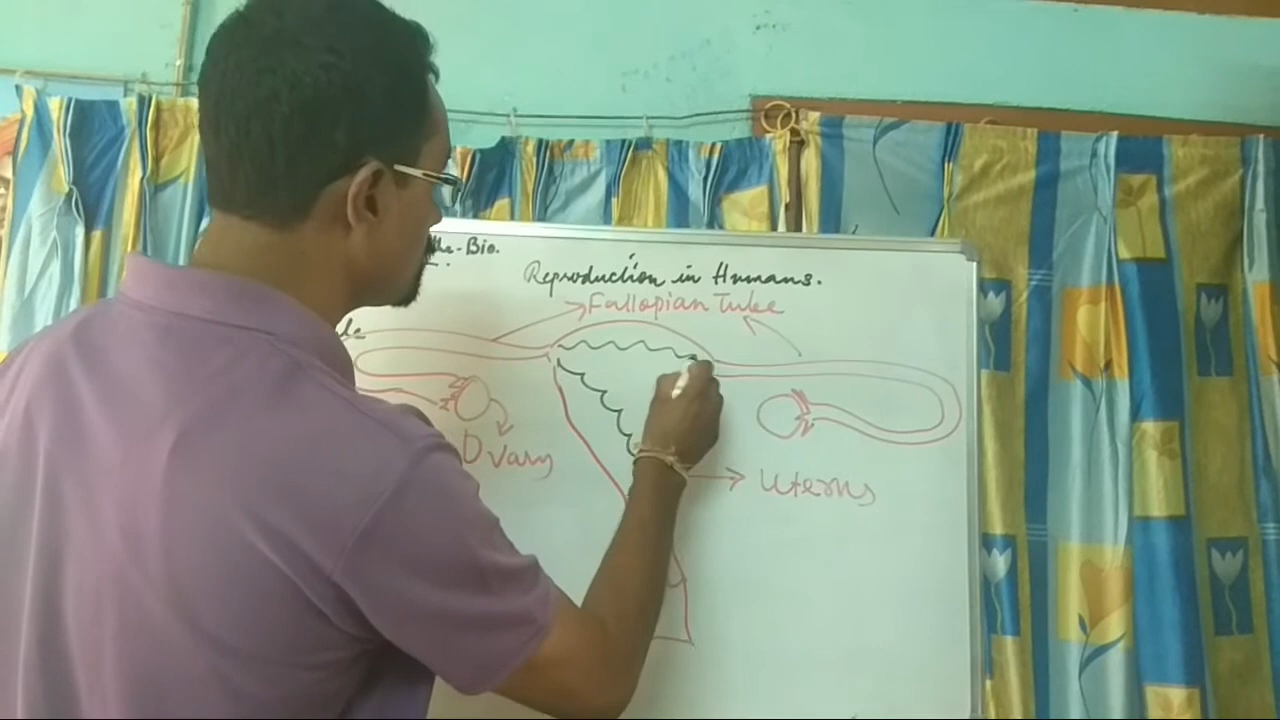 -Bio.
Reproduction in Humans.
Fallopian Tube
Ovary
Uterus